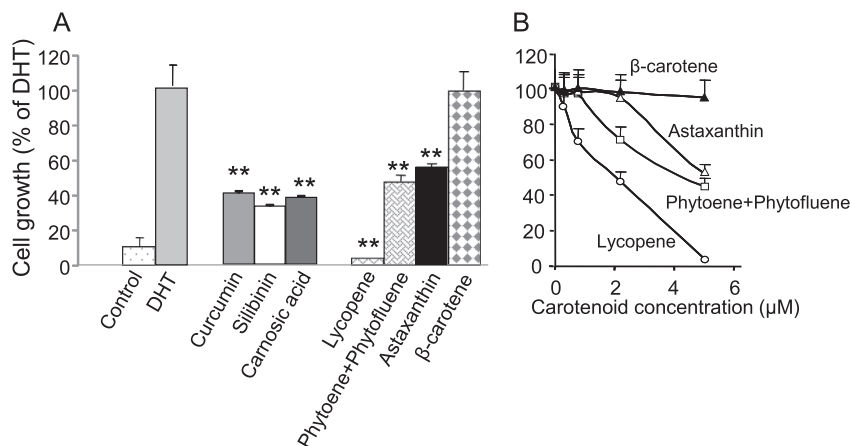 A
Cell growth (% of DHT)
120
100
80
60
40
20
0
**
**
**
**
**
**
Control
DHT
Curcumin
Silibinin
Carnosic acid
Lycopene
Phytoene+Phytofluene
Astaxanthin
β-carotene
B
120
100
80
60
40
20
0
β-carotene
Astaxanthin
Phytoene+Phytofluene
Lycopene
0 2 4 6
Carotenoid concentration (µM)